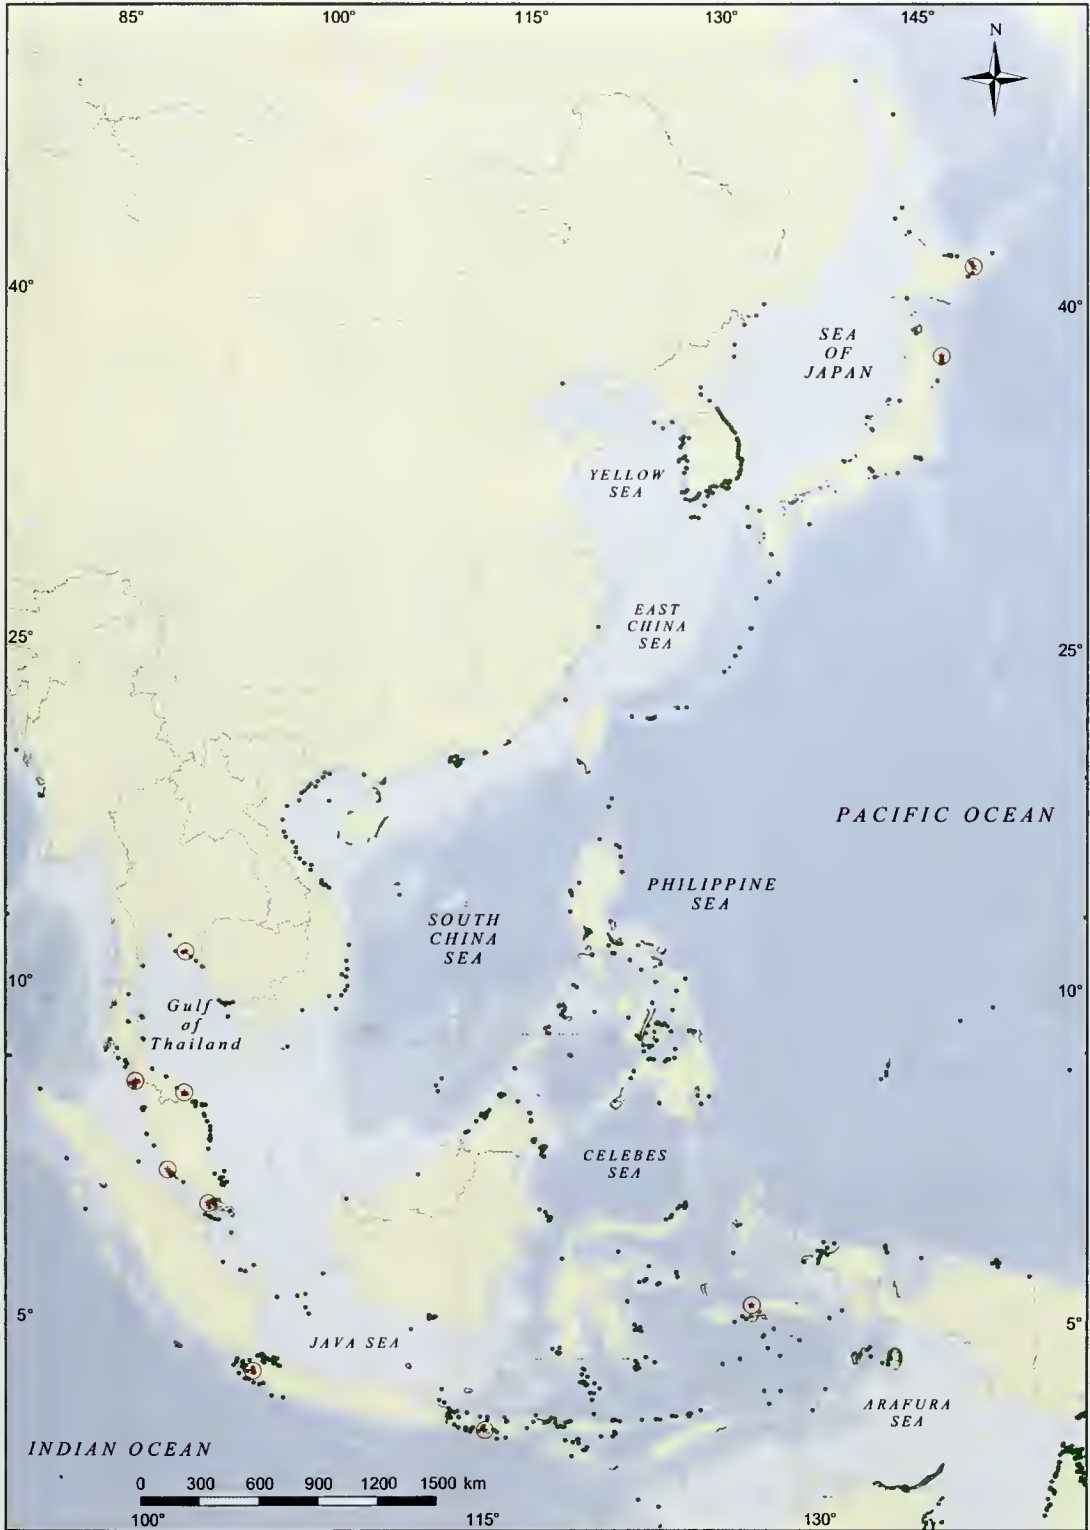 85°
100°
115°
130°
145°
N
40°
40°
SEA
OF
JAPAN
YELLOW
SEA
EAST
CHINA
SEA
25°
25°
PACIFIC OCEAN
PHILIPPINE
SEA
SOUTH
CHINA
SEA
10°
10°
Gulf
of
Thailand
CELEBES
SEA
5°
5°
JAVA SEA
ARAFURA
SEA
INDIAN OCEAN
0 300 600 900 1200 1500 km
100°
115°
130°